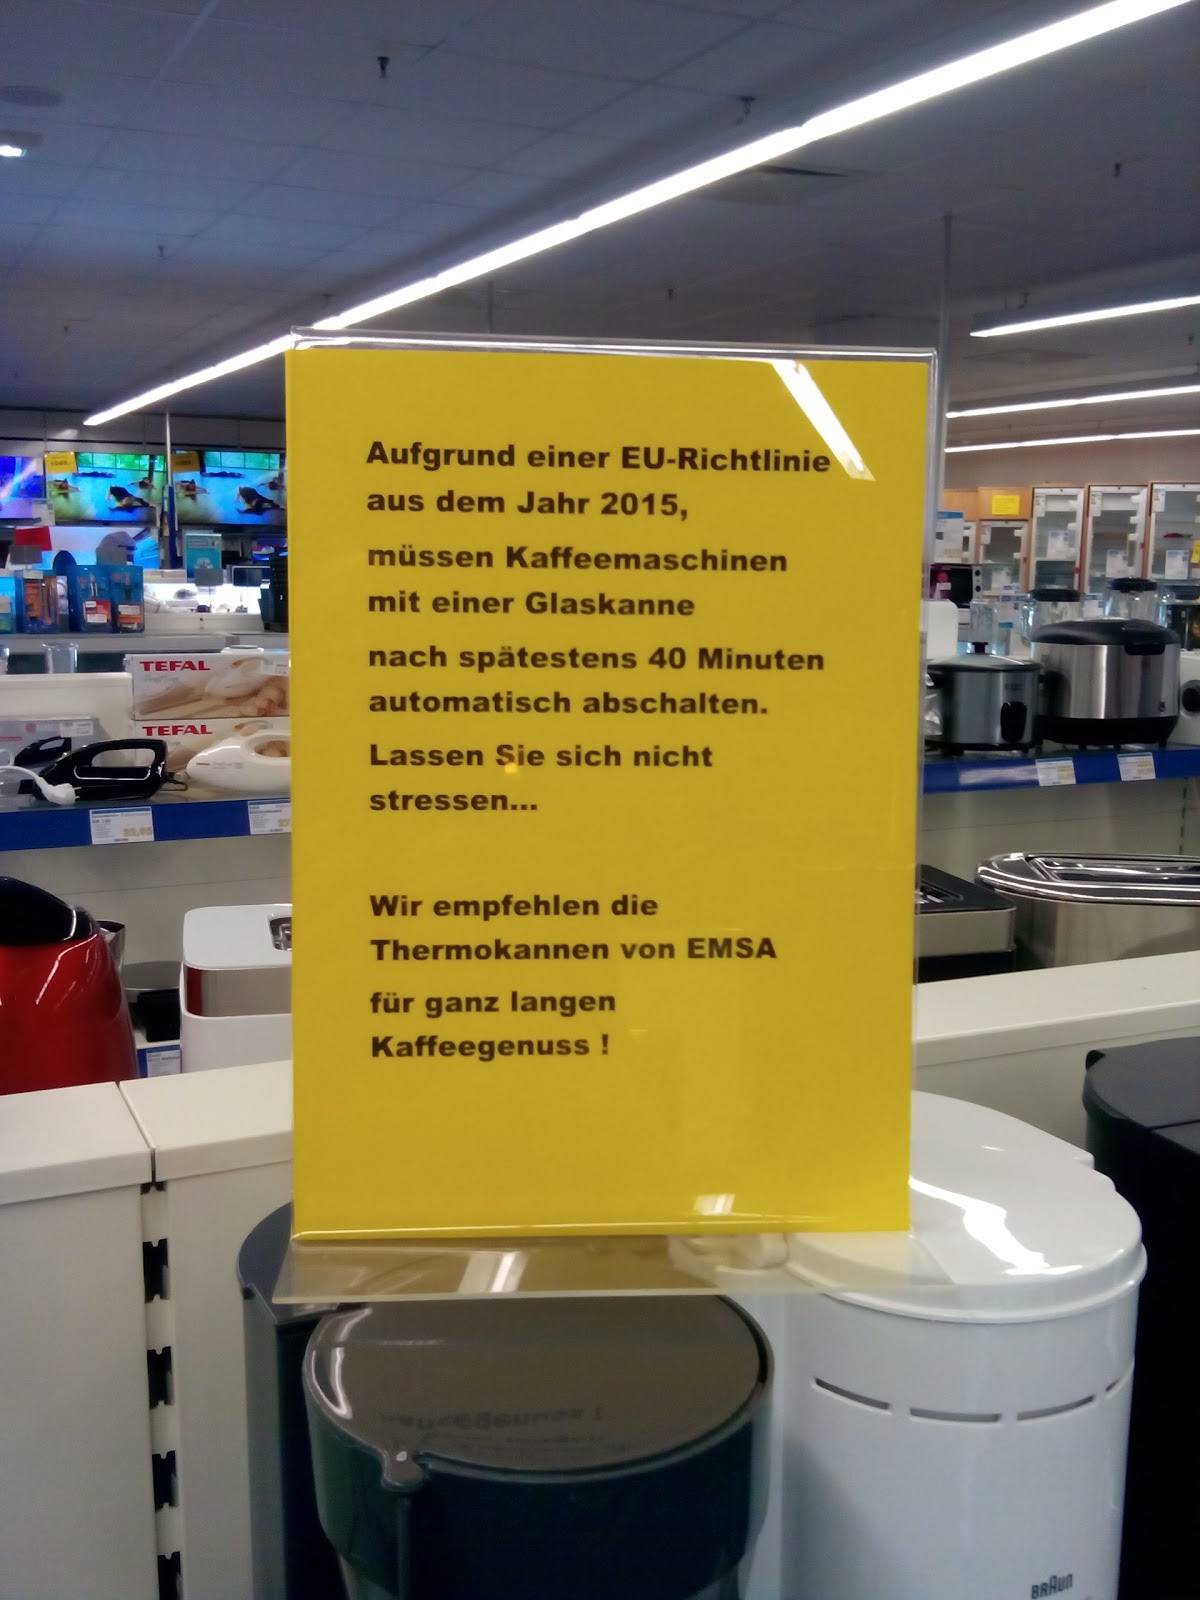 Aufgrund einer EU-Richtlinie
aus dem Jahr 2015,
müssen Kaffeemaschinen
mit einer Glaskanne
nach spätestens 40 Minuten
automatisch abschalten.
Lassen Sie sich nicht
stressen...
Wir empfehlen die
Thermokannen von EMSA
für ganz langen
Kaffeegenuss !
TEFAL
TEFAL
BRAUN